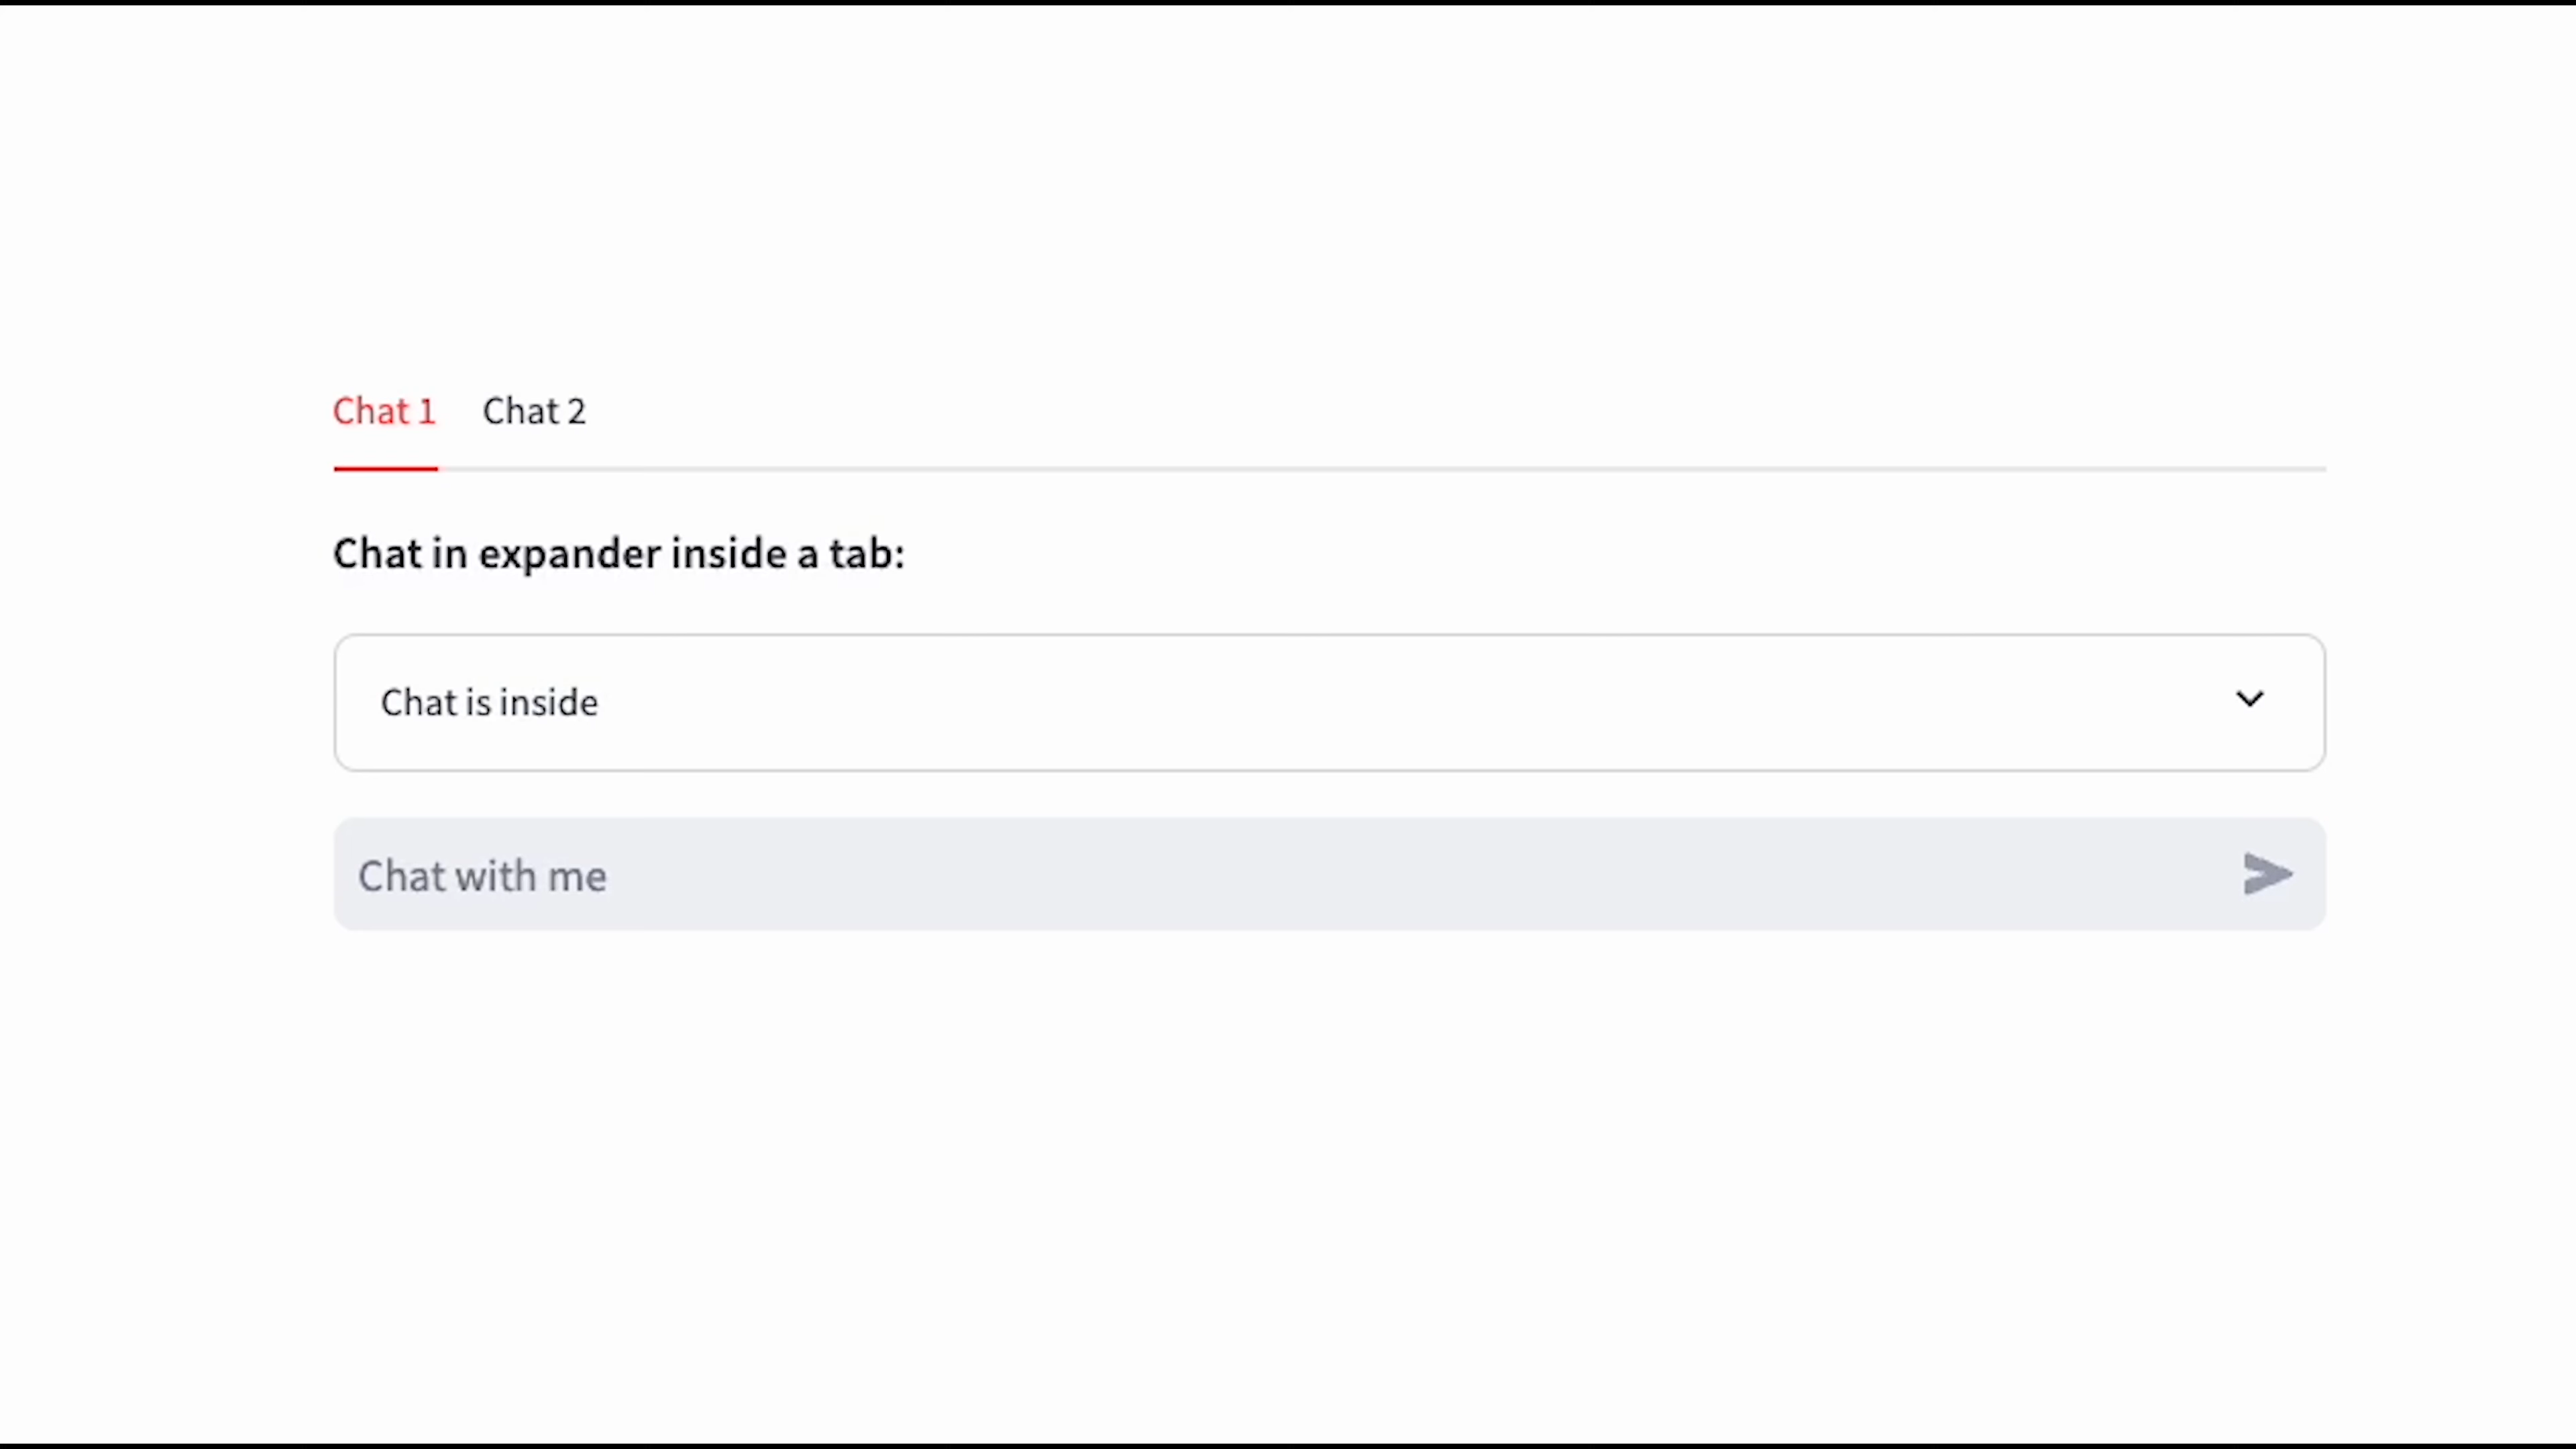 Chat 1 Chat 2
Chat in expander inside a tab:
Chat is inside
Chat with me